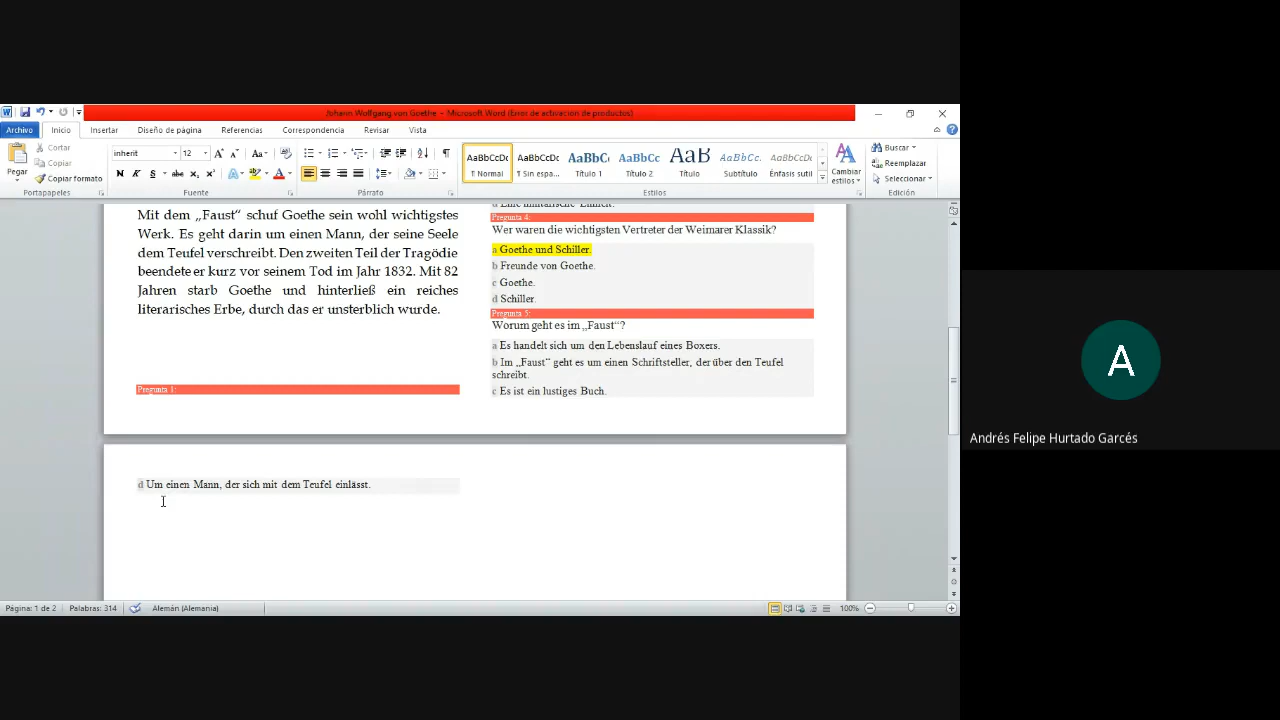 Johann Wolfgang von Goethe - Microsoft Word (Error de activación de productos)
Archivo Inicio Insertar Diseño de página Referencias Correspondencia Revisar Vista
Pegar
Cortar
Copiar
Copiar formato
Portapapeles
inherit 12
N K S abc x₂ x²
Fuente
Párrafo
AaBbCcDc AaBbCcDc AaBbC AaBbCc AaB AaBbCc. AaBbCcDc
¶ Normal ¶ Sin espa... Título 1 Título 2 Título Subtítulo Énfasis sutil
Estilos
Cambiar estilos
Buscar
Reemplazar
Seleccionar
Edición
Mit dem „Faust“ schuf Goethe sein wohl wichtigstes
Werk. Es geht darin um einen Mann, der seine Seele
dem Teufel verschreibt. Den zweiten Teil der Tragödie
beendete er kurz vor seinem Tod im Jahr 1832. Mit 82
Jahren starb Goethe und hinterließ ein reiches
literarisches Erbe, durch das er unsterblich wurde.
Pregunta 1:
d Eine militärische Einheit.
Pregunta 4:
Wer waren die wichtigsten Vertreter der Weimarer Klassik?
a Goethe und Schiller.
b Freunde von Goethe.
c Goethe.
d Schiller.
Pregunta 5:
Worum geht es im „Faust“?
a Es handelt sich um den Lebenslauf eines Boxers.
b Im „Faust“ geht es um einen Schriftsteller, der über den Teufel
schreibt.
c Es ist ein lustiges Buch.
d Um einen Mann, der sich mit dem Teufel einlässt.
Página: 1 de 2 Palabras: 314 Alemán (Alemania) 100%
A
Andrés Felipe Hurtado Garcés